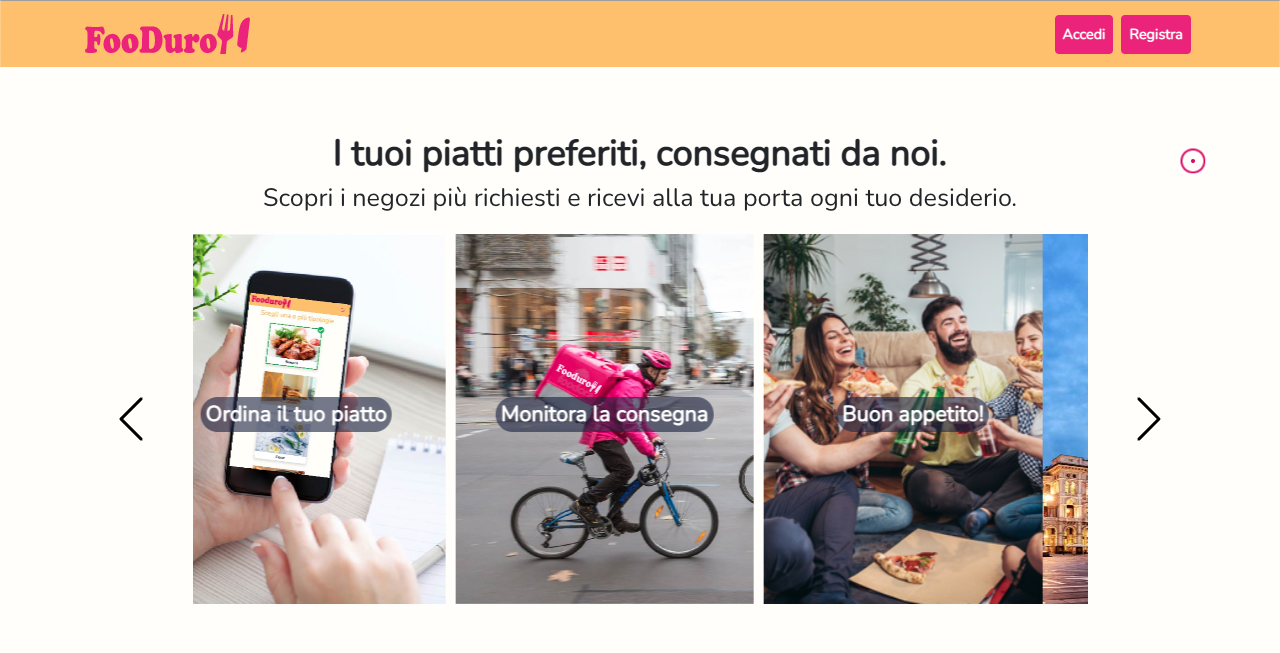 FooDuro
Accedi
Registra
I tuoi piatti preferiti, consegnati da noi.
Scopri i negozi più richiesti e ricevi alla tua porta ogni tuo desiderio.
Fooduro
Scegli una o più tipologie
Ordina il tuo piatto
Fooduro
Monitora la consegna
Buon appetito!